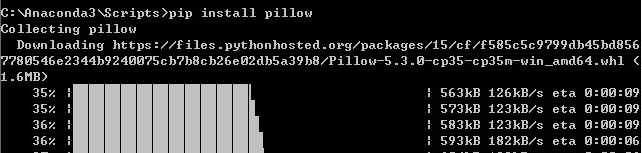 C:\Anaconda3\Scripts>pip install pillow
Collecting pillow
Downloading https://files.pythonhosted.org/packages/15/cf/f585c5c9799db45bd856
7780546e2344b9240075cb7b8cb26e02db5a39b8/Pillow-5.3.0-cp35-cp35m-win_amd64.whl (
1.6MB)
35% | | 563kB 126kB/s eta 0:00:09
35% | | 573kB 123kB/s eta 0:00:09
36% | | 583kB 123kB/s eta 0:00:09
36% | | 593kB 182kB/s eta 0:00:06